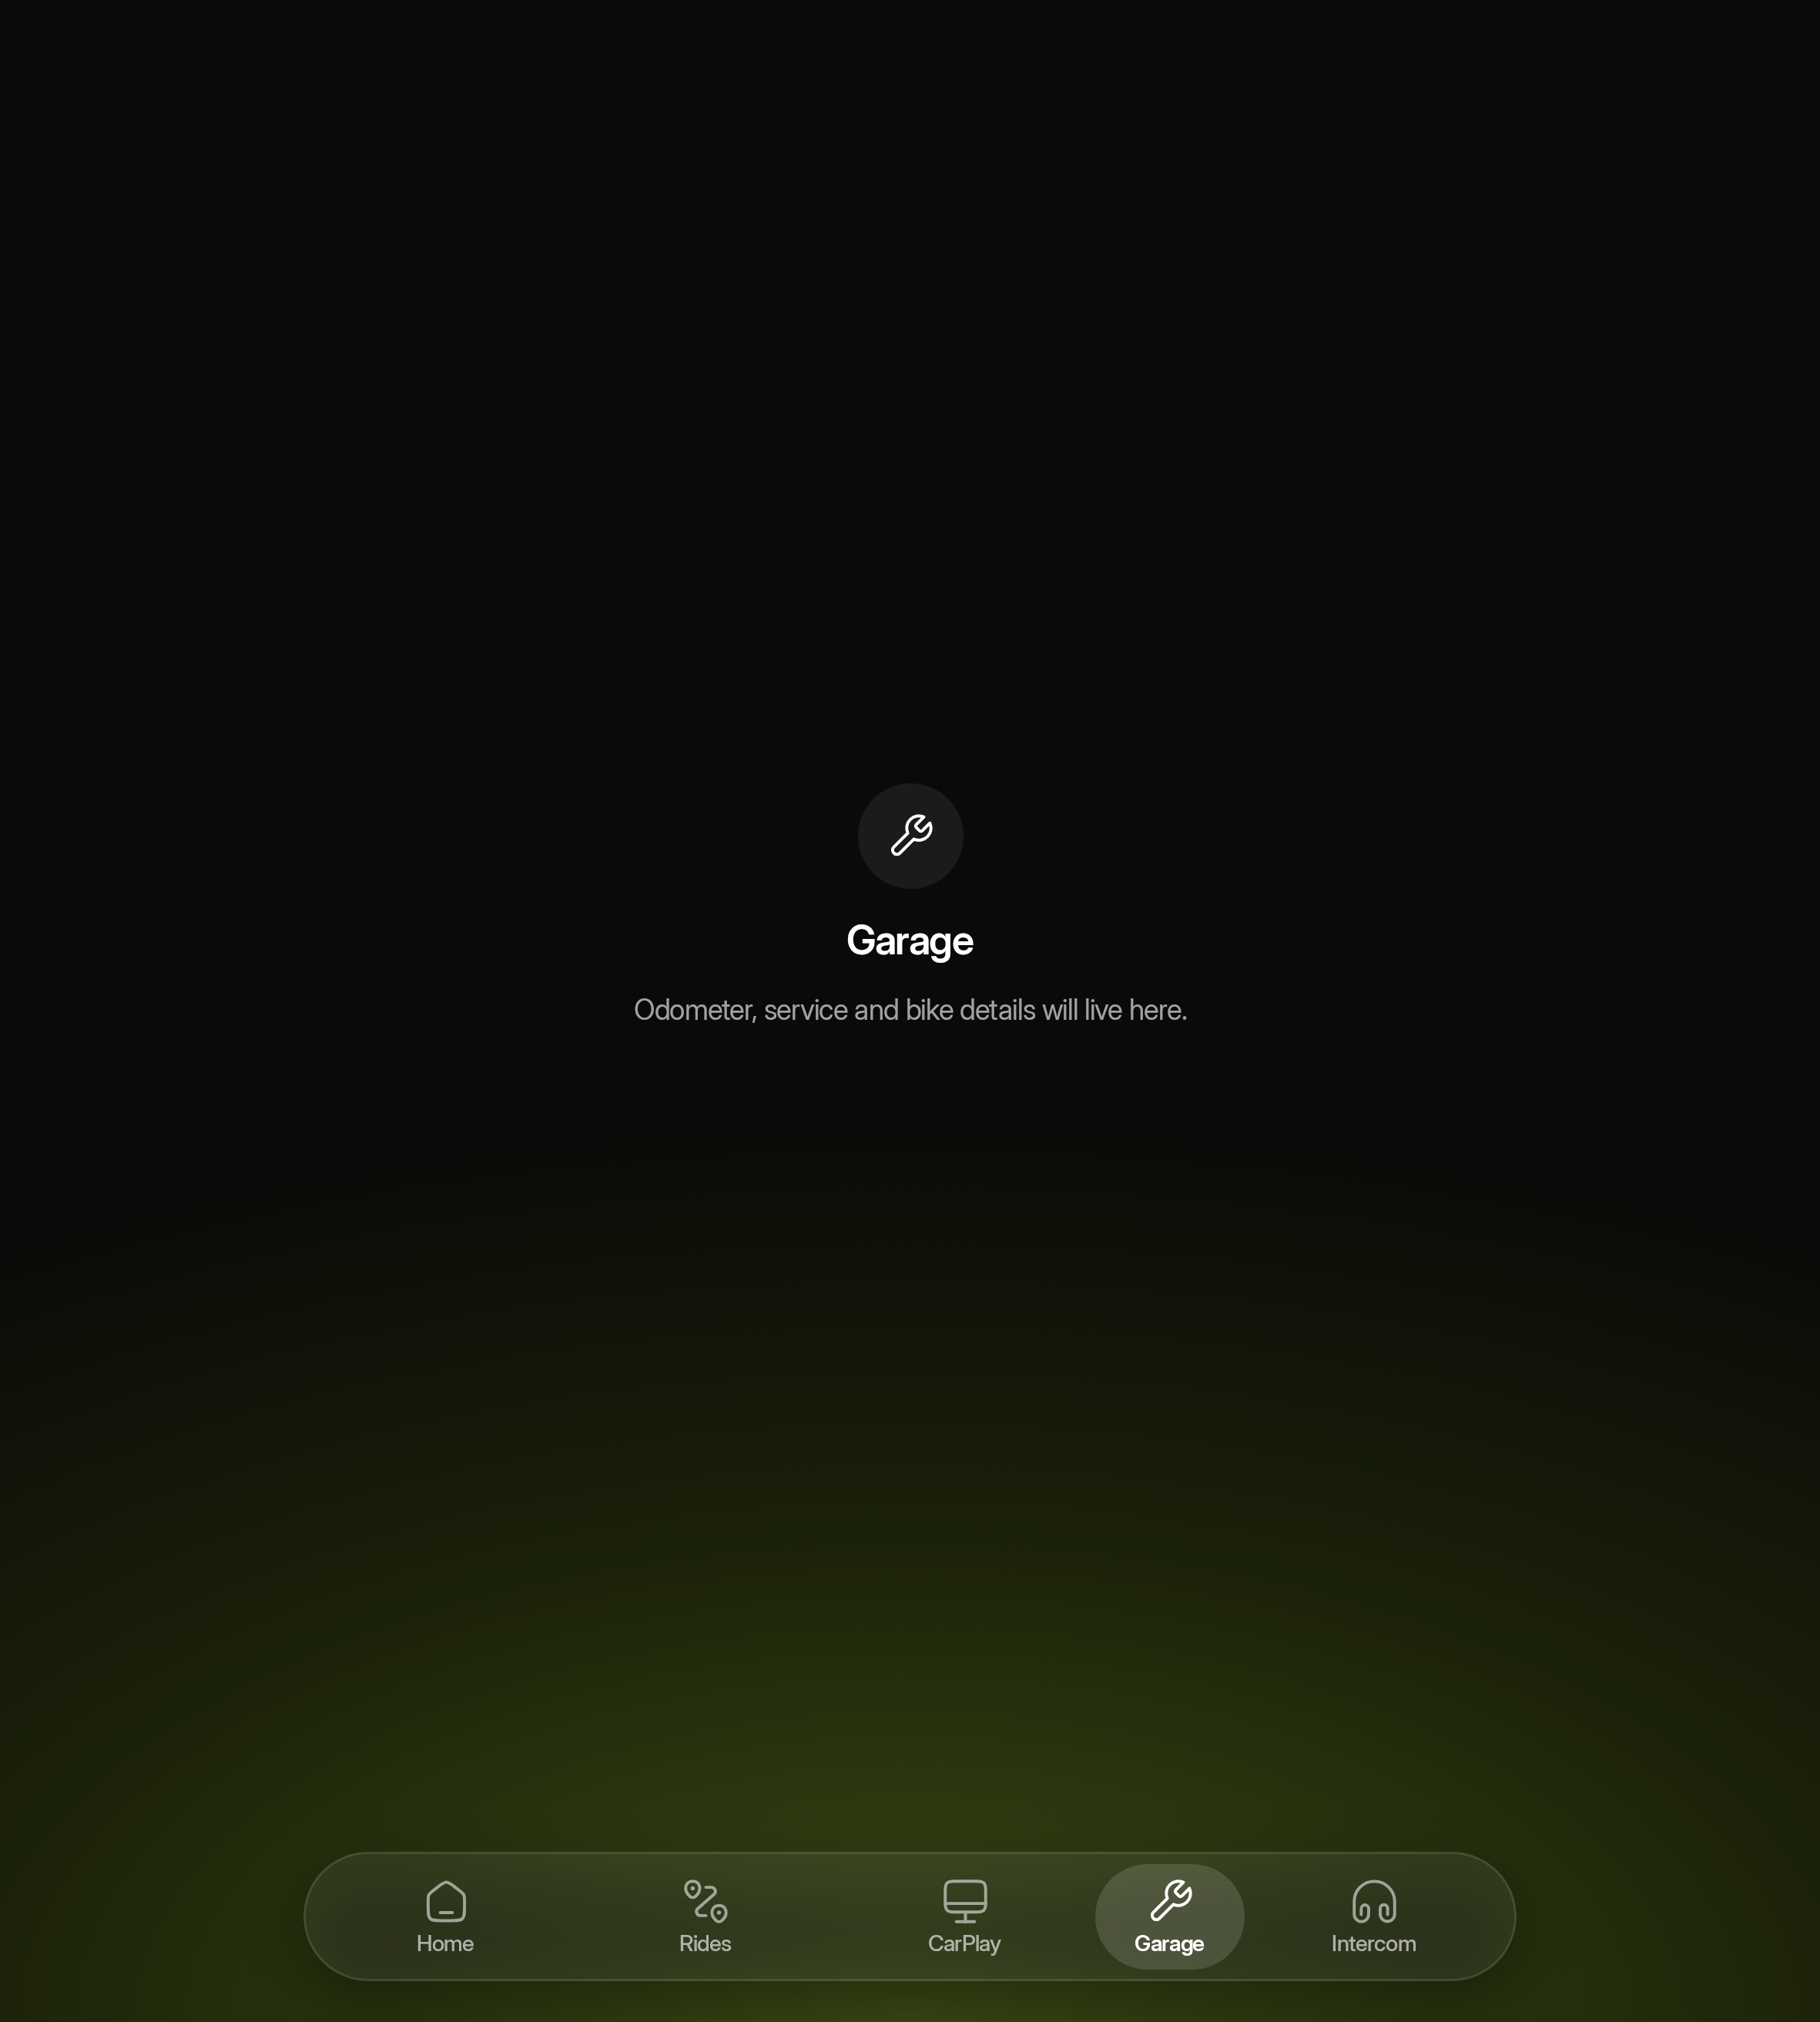 Garage
Odometer, service and bike details will live here.
Home
Rides
CarPlay
Garage
Intercom